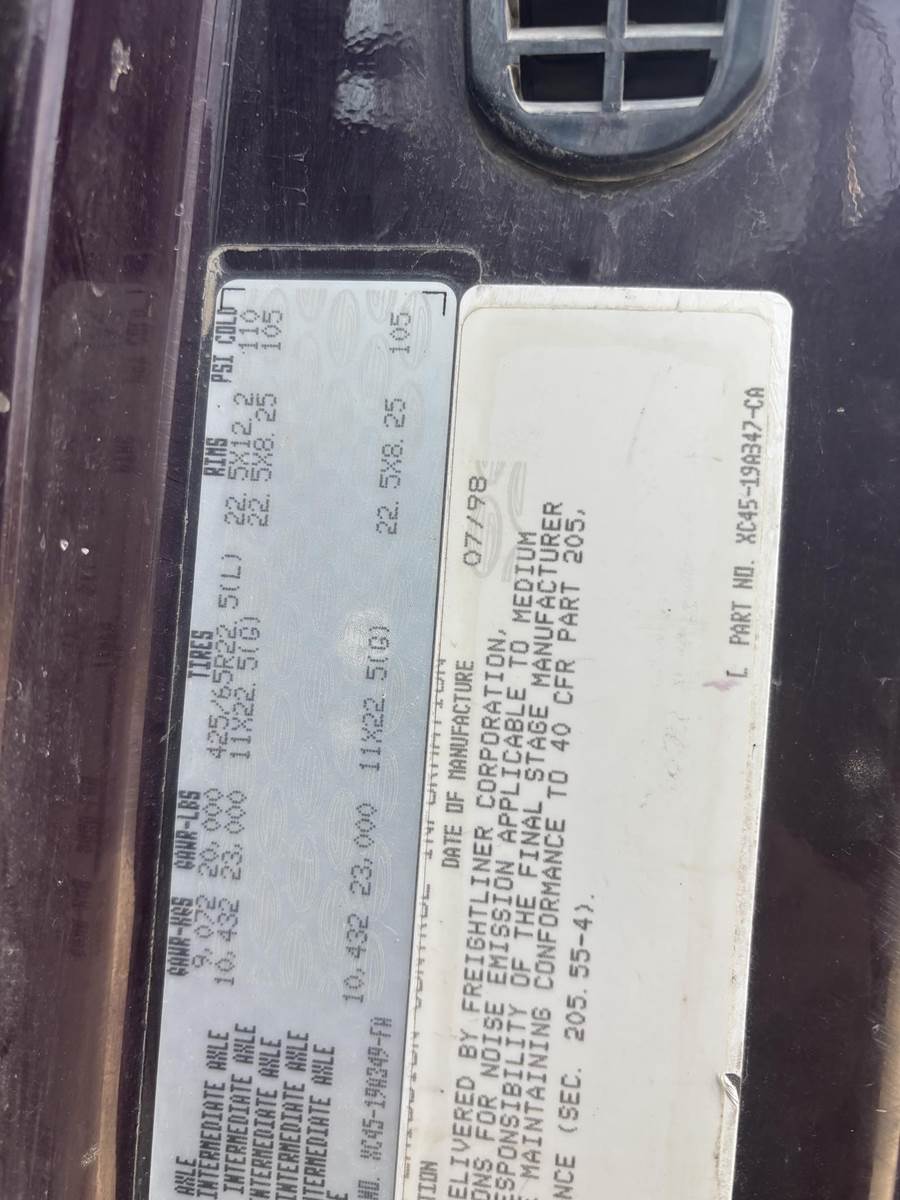 GAWR-KGS GAWR-LBS TIRES RIMS PSI COLD
AXLE 9,072 20,000 425/65R22.5(L) 22.5X12.2 110
INTERMEDIATE AXLE 10,432 23,000 11X22.5(G) 22.5X8.25 105
INTERMEDIATE AXLE
INTERMEDIATE AXLE
INTERMEDIATE AXLE
INTERMEDIATE AXLE
10,432 23,000 11X22.5(G) 22.5X8.25 105
NO. XC45-19A349-FA
DATE OF MANUFACTURE 07/98
ELIVERED BY FREIGHTLINER CORPORATION,
ONS FOR NOISE EMISSION APPLICABLE TO MEDIUM
ESPONSIBILITY OF THE FINAL STAGE MANUFACTURER
MAINTAINING CONFORMANCE TO 40 CFR PART 205,
NCE (SEC. 205.55-4).
PART NO. XC45-19A347-CA